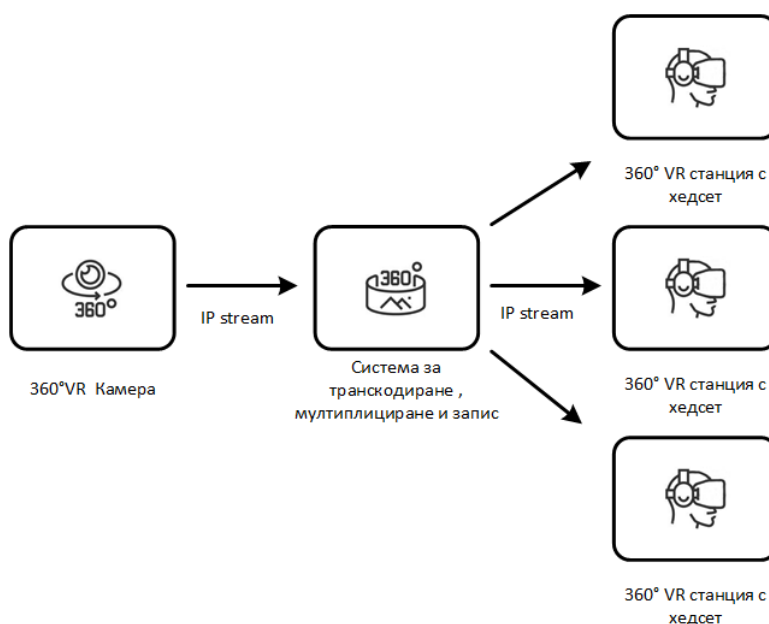 360°
360°VR Камера
IP stream
360°
Система за
транскодиране ,
мултиплициране и запис
IP stream
360° VR станция с
хедсет
360° VR станция с
хедсет
360° VR станция с
хедсет